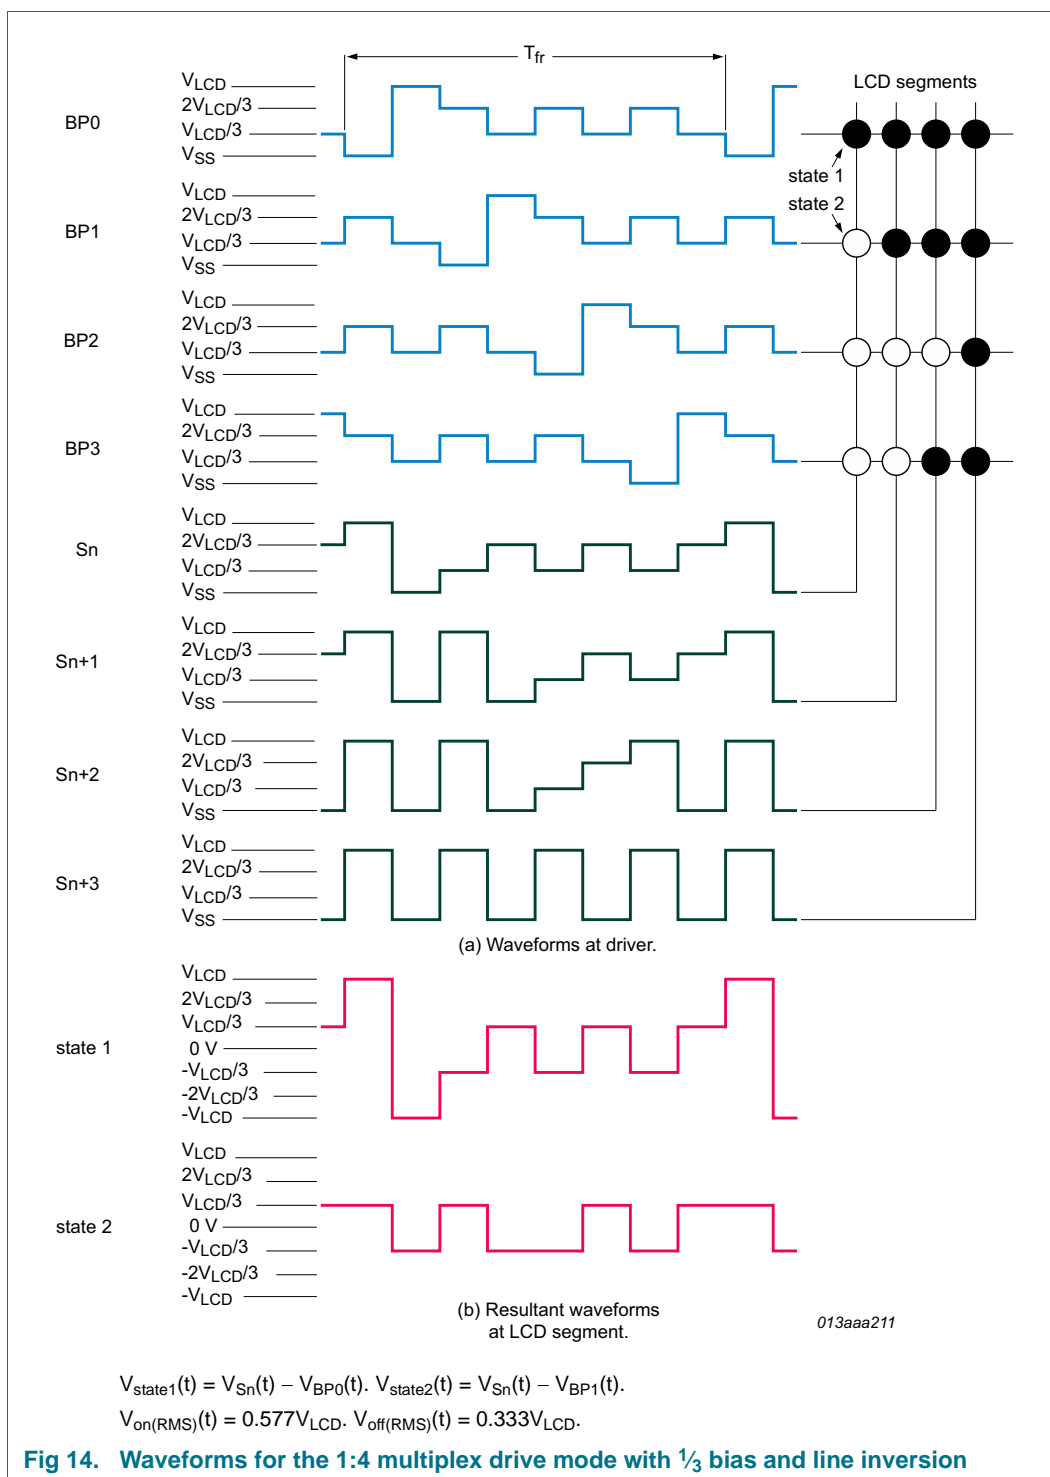 Tfr
VLCD
2VLCD/3
BP0
VLCD/3
VSS
LCD segments
state 1
state 2
VLCD
2VLCD/3
BP1
VLCD/3
VSS
VLCD
2VLCD/3
BP2
VLCD/3
VSS
VLCD
2VLCD/3
BP3
VLCD/3
VSS
VLCD
2VLCD/3
Sn
VLCD/3
VSS
VLCD
2VLCD/3
Sn+1
VLCD/3
VSS
VLCD
2VLCD/3
Sn+2
VLCD/3
VSS
VLCD
2VLCD/3
Sn+3
VLCD/3
VSS
(a) Waveforms at driver.
VLCD
2VLCD/3
VLCD/3
state 1
0 V
-VLCD/3
-2VLCD/3
-VLCD
VLCD
2VLCD/3
VLCD/3
state 2
0 V
-VLCD/3
-2VLCD/3
-VLCD
(b) Resultant waveforms
at LCD segment.
013aaa211
Vstate1(t) = VSn(t) − VBP0(t). Vstate2(t) = VSn(t) − VBP1(t).
Von(RMS)(t) = 0.577VLCD. Voff(RMS)(t) = 0.333VLCD.
Fig 14. Waveforms for the 1:4 multiplex drive mode with 1⁄3 bias and line inversion